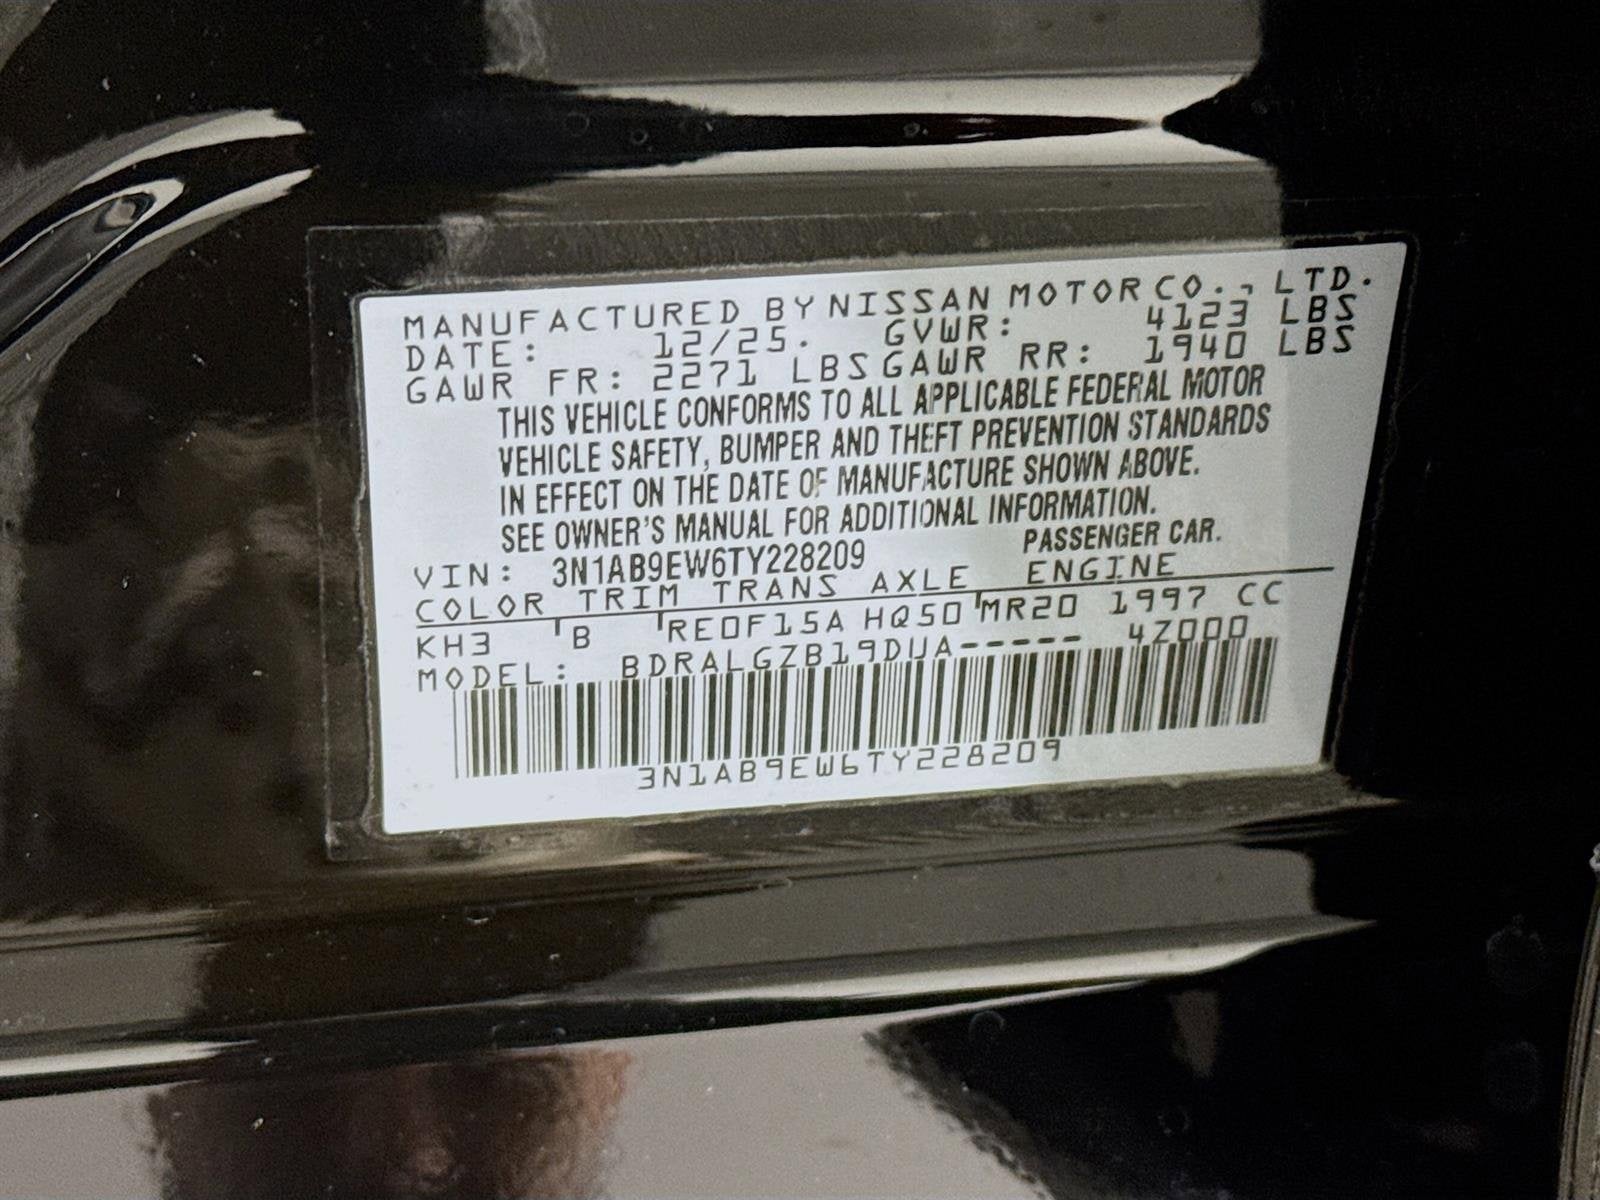 MANUFACTURED BY NISSAN MOTOR CO., LTD.
DATE: 12/25. GVWR: 4123 LBS
GAWR FR: 2271 LBS GAWR RR: 1940 LBS
THIS VEHICLE CONFORMS TO ALL APPLICABLE FEDERAL MOTOR
VEHICLE SAFETY, BUMPER AND THEFT PREVENTION STANDARDS
IN EFFECT ON THE DATE OF MANUFACTURE SHOWN ABOVE.
SEE OWNER'S MANUAL FOR ADDITIONAL INFORMATION.
VIN: 3N1AB9EW6TY228209 PASSENGER CAR.
COLOR TRIM TRANS AXLE ENGINE
KH3 B RE0F15A HQ50 MR20 1997 CC
MODEL: BDRALGZB19DUA----- 4Z000
3N1AB9EW6TY228209